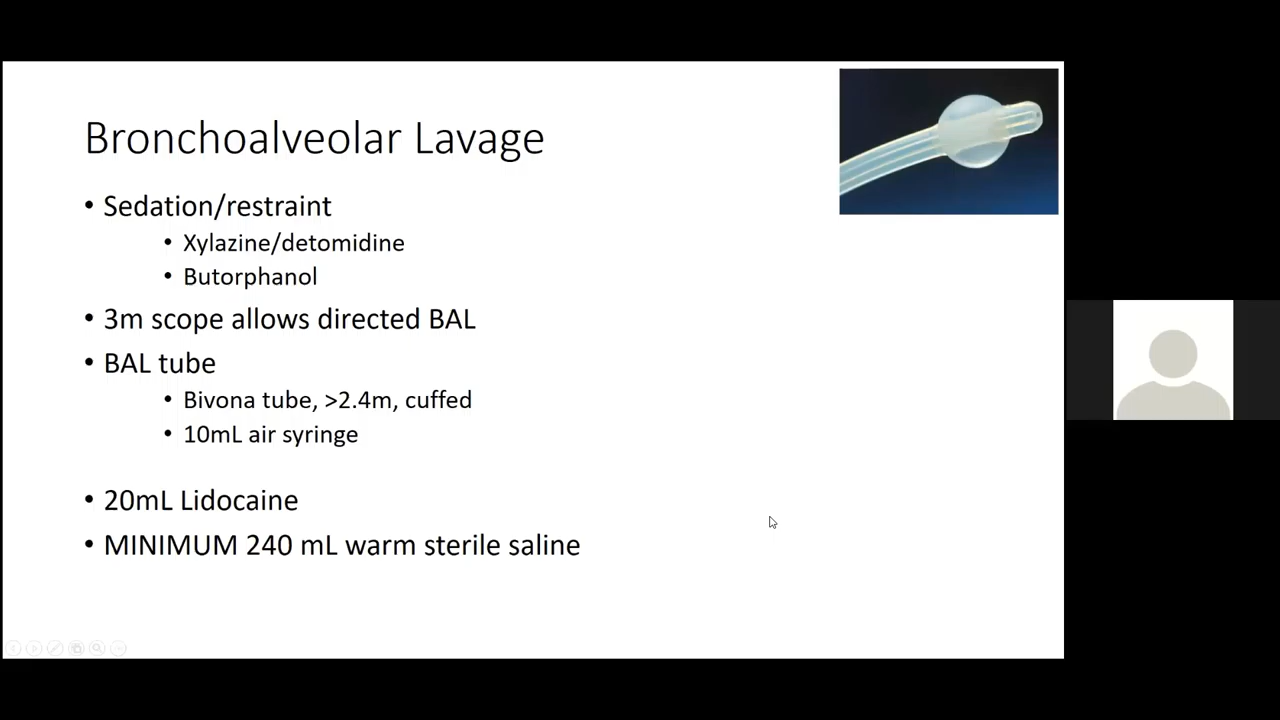 Bronchoalveolar Lavage
• Sedation/restraint
• Xylazine/detomidine
• Butorphanol
• 3m scope allows directed BAL
• BAL tube
• Bivona tube, >2.4m, cuffed
• 10mL air syringe
• 20mL Lidocaine
• MINIMUM 240 mL warm sterile saline